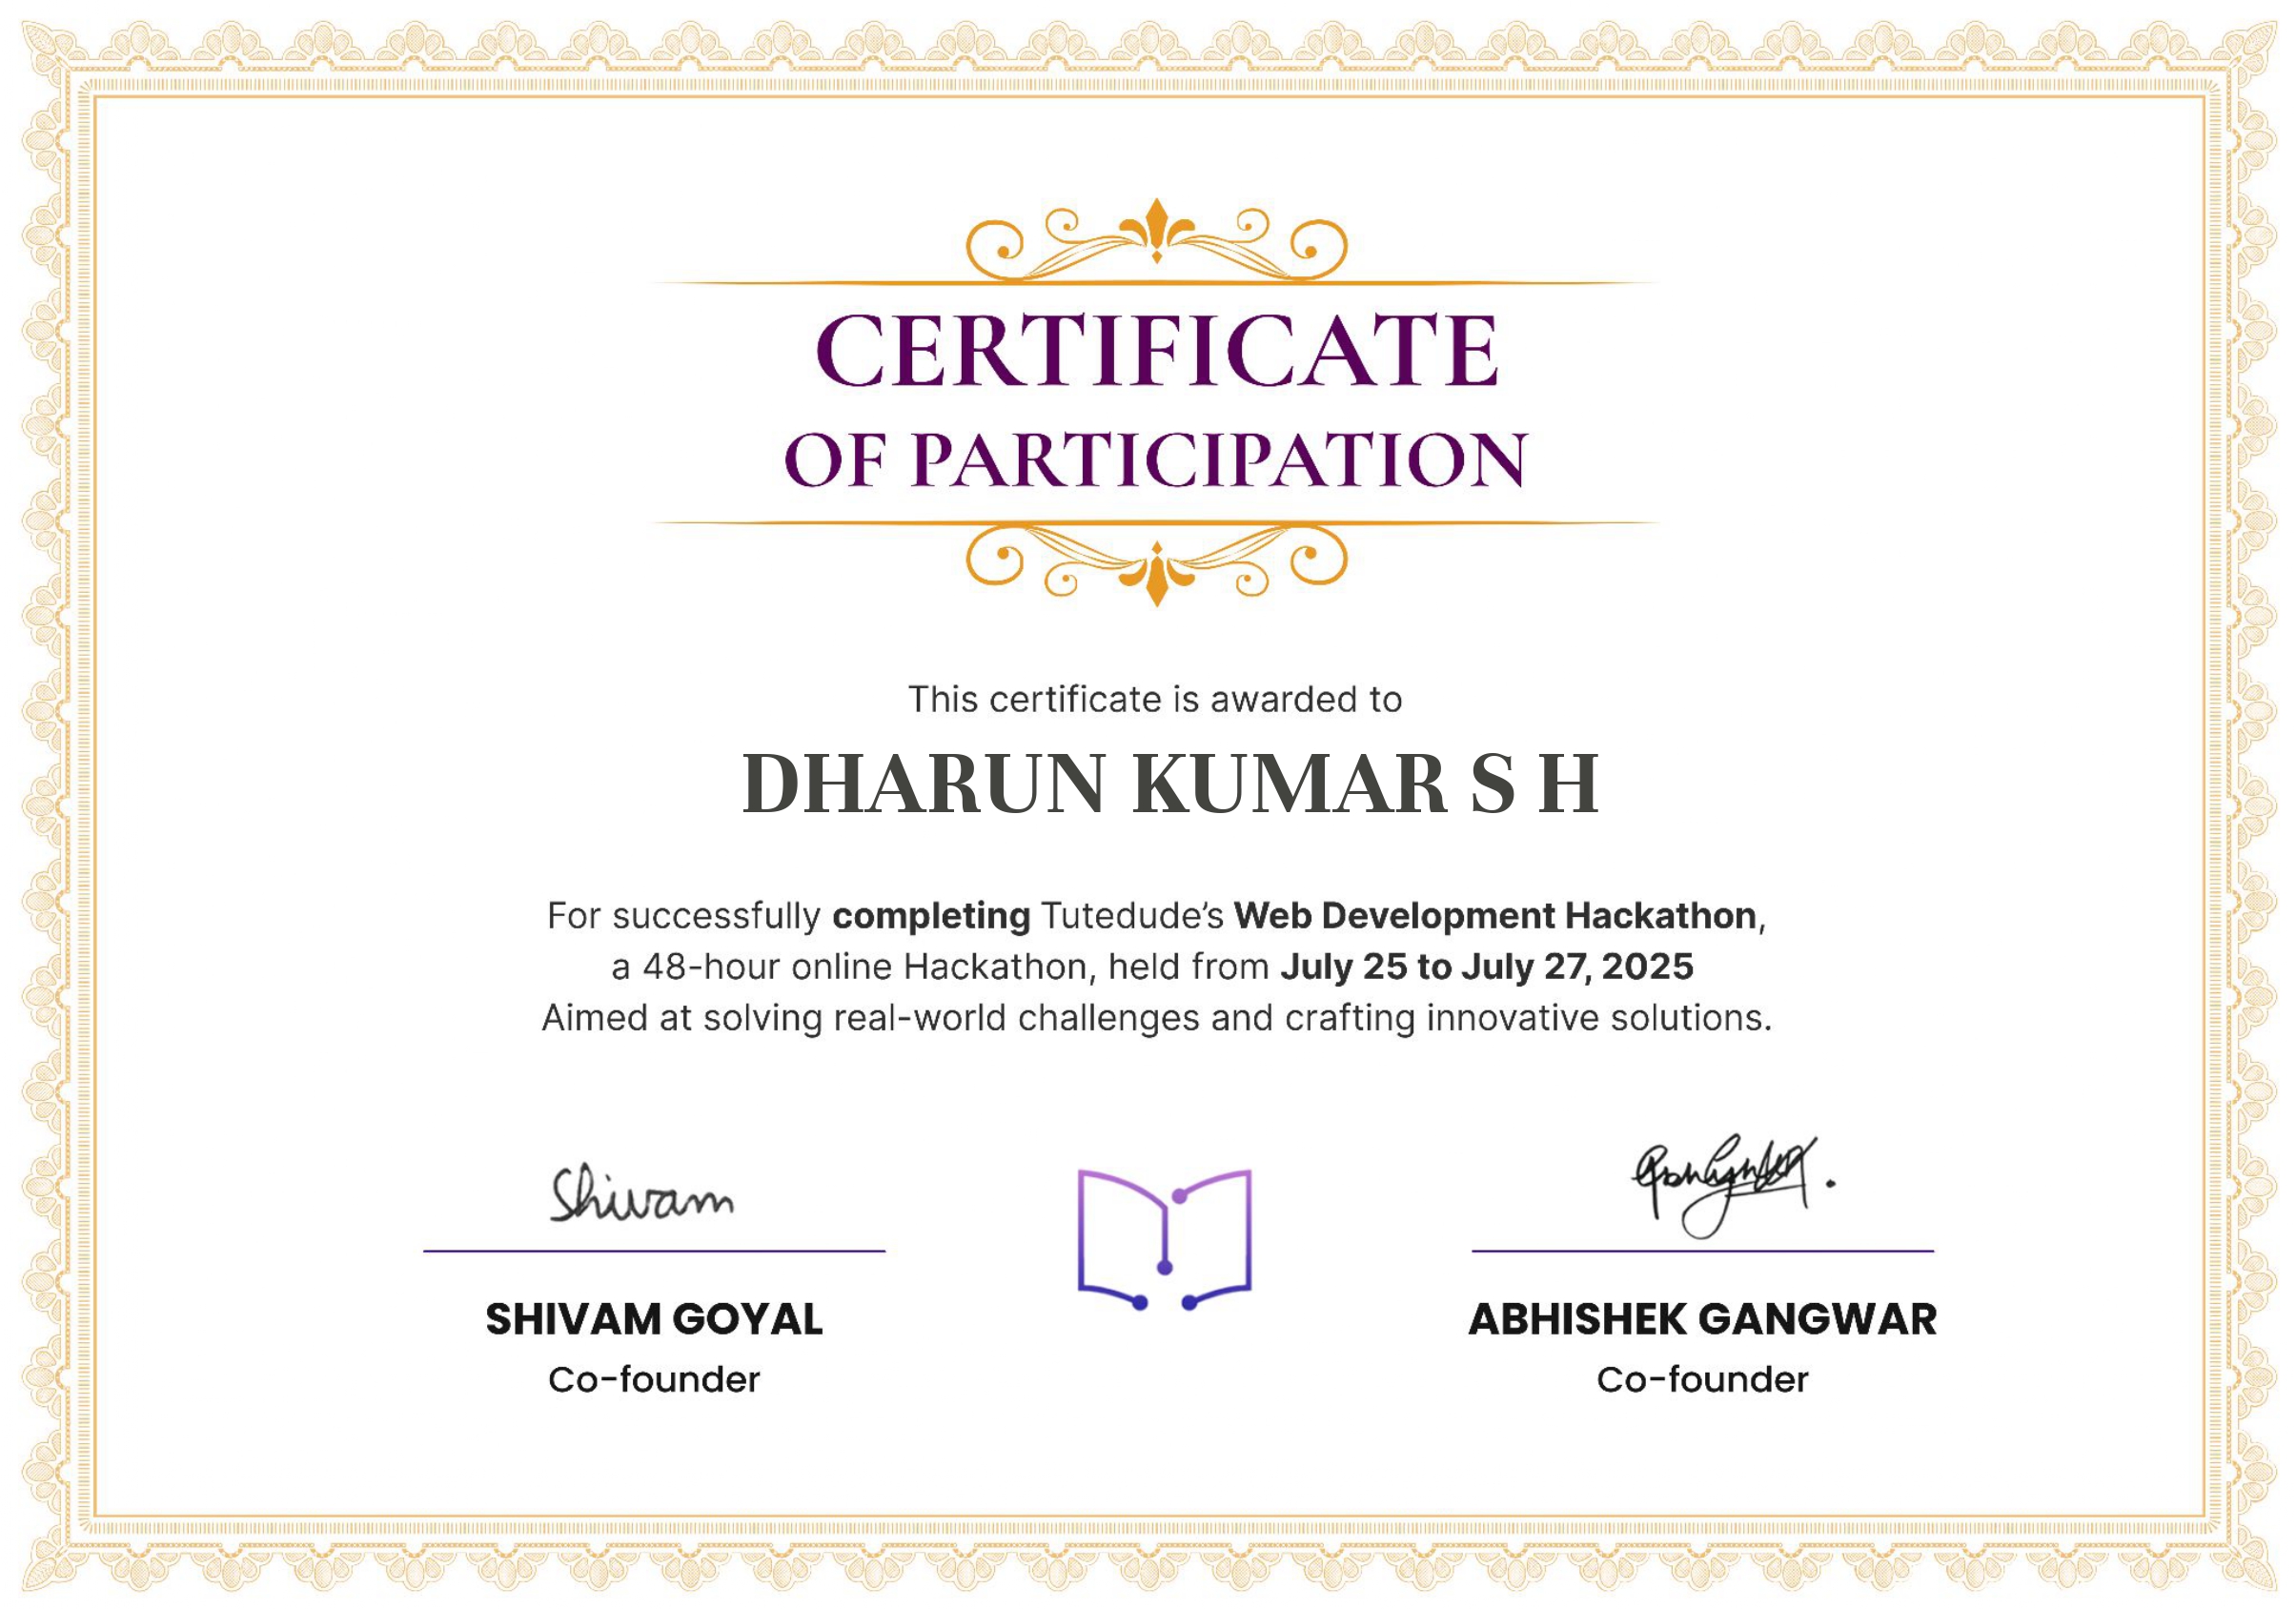 CERTIFICATE
OF PARTICIPATION
This certificate is awarded to
DHARUN KUMAR S H
For successfully completing Tutedude’s Web Development Hackathon,
a 48-hour online Hackathon, held from July 25 to July 27, 2025
Aimed at solving real-world challenges and crafting innovative solutions.
Shivam
SHIVAM GOYAL
Co-founder
ABHISHEK GANGWAR
Co-founder